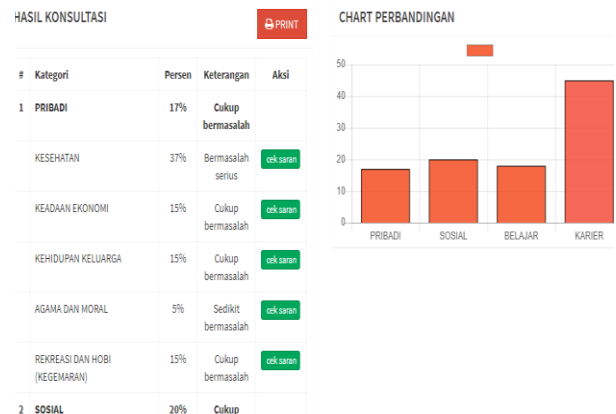 HASIL KONSULTASI
PRINT
# Kategori Persen Keterangan Aksi
1 PRIBADI 17% Cukup
bermasalah
KESEHATAN 37% Bermasalah cek saran
serius
KEADAAN EKONOMI 15% Cukup cek saran
bermasalah
KEHIDUPAN KELUARGA 15% Cukup cek saran
bermasalah
AGAMA DAN MORAL 5% Sedikit cek saran
bermasalah
REKREASI DAN HOBI 15% Cukup cek saran
(KEGEMARAN) bermasalah
2 SOSIAL 20% Cukup
CHART PERBANDINGAN
50
40
30
20
10
0
PRIBADI SOSIAL BELAJAR KARIER